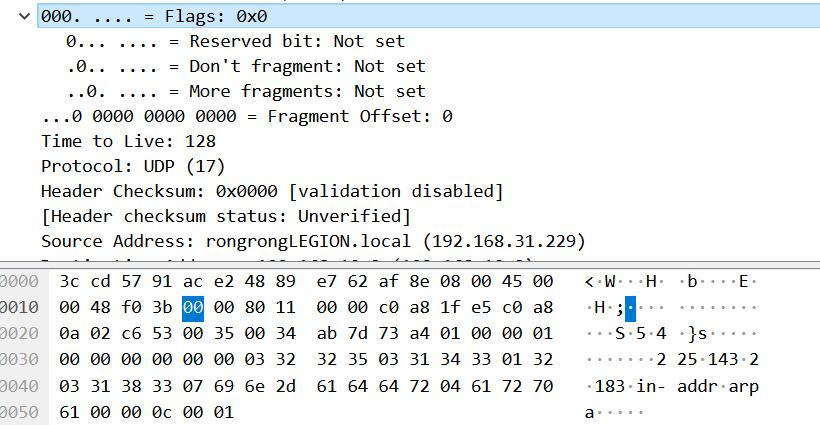 000. .... = Flags: 0x0
0... .... = Reserved bit: Not set
.0.. .... = Don't fragment: Not set
..0. .... = More fragments: Not set
...0 0000 0000 0000 = Fragment Offset: 0
Time to Live: 128
Protocol: UDP (17)
Header Checksum: 0x0000 [validation disabled]
[Header checksum status: Unverified]
Source Address: rongrongLEGION.local (192.168.31.229)
0000 3c cd 57 91 ac e2 48 89 e7 62 af 8e 08 00 45 00 <·W···H· ·b····E·
0010 00 48 f0 3b 00 00 80 11 00 00 c0 a8 1f e5 c0 a8 ·H·;···· ········
0020 0a 02 c6 53 00 35 00 34 ab 7d 73 a4 01 00 00 01 ···S·5·4 ·}s·····
0030 00 00 00 00 00 00 03 32 32 35 03 31 34 33 01 32 ·······2 25·143·2
0040 03 31 38 33 07 69 6e 2d 61 64 64 72 04 61 72 70 ·183·in- addr·arp
0050 61 00 00 0c 00 01 a·····